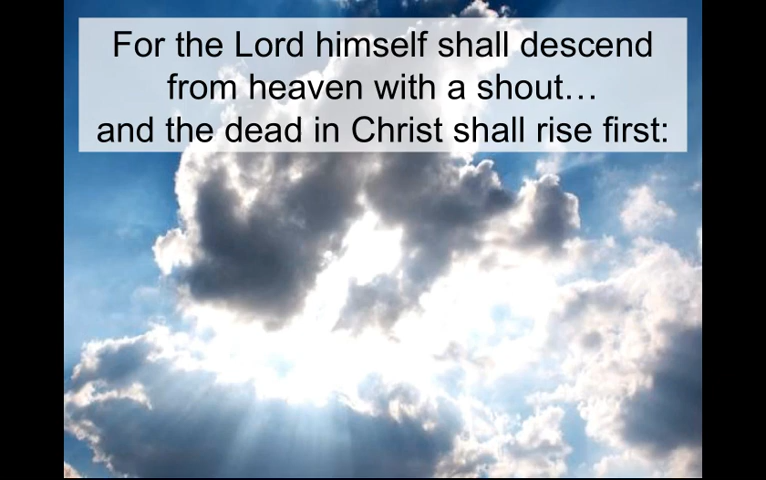 For the Lord himself shall descend
from heaven with a shout…
and the dead in Christ shall rise first: